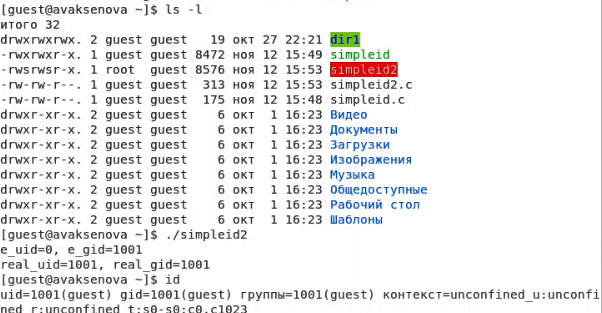 [guest@avaksenova ~]$ ls -l
итого 32
drwxrwxrwx. 2 guest guest   19 окт 27 22:21 dir1
-rwxrwxr-x. 1 guest guest 8472 ноя 12 15:49 simpleid
-rwsrwsr-x. 1 root  guest 8576 ноя 12 15:53 simpleid2
-rw-rw-r--. 1 guest guest  313 ноя 12 15:53 simpleid2.c
-rw-rw-r--. 1 guest guest  175 ноя 12 15:48 simpleid.c
drwxr-xr-x. 2 guest guest    6 окт  1 16:23 Видео
drwxr-xr-x. 2 guest guest    6 окт  1 16:23 Документы
drwxr-xr-x. 2 guest guest    6 окт  1 16:23 Загрузки
drwxr-xr-x. 2 guest guest    6 окт  1 16:23 Изображения
drwxr-xr-x. 2 guest guest    6 окт  1 16:23 Музыка
drwxr-xr-x. 2 guest guest    6 окт  1 16:23 Общедоступные
drwxr-xr-x. 2 guest guest    6 окт  1 16:23 Рабочий стол
drwxr-xr-x. 2 guest guest    6 окт  1 16:23 Шаблоны
[guest@avaksenova ~]$ ./simpleid2
e_uid=0, e_gid=1001
real_uid=1001, real_gid=1001
[guest@avaksenova ~]$ id
uid=1001(guest) gid=1001(guest) группы=1001(guest) контекст=unconfined_u:unconfi
ned_r:unconfined_t:s0-s0:c0.c1023